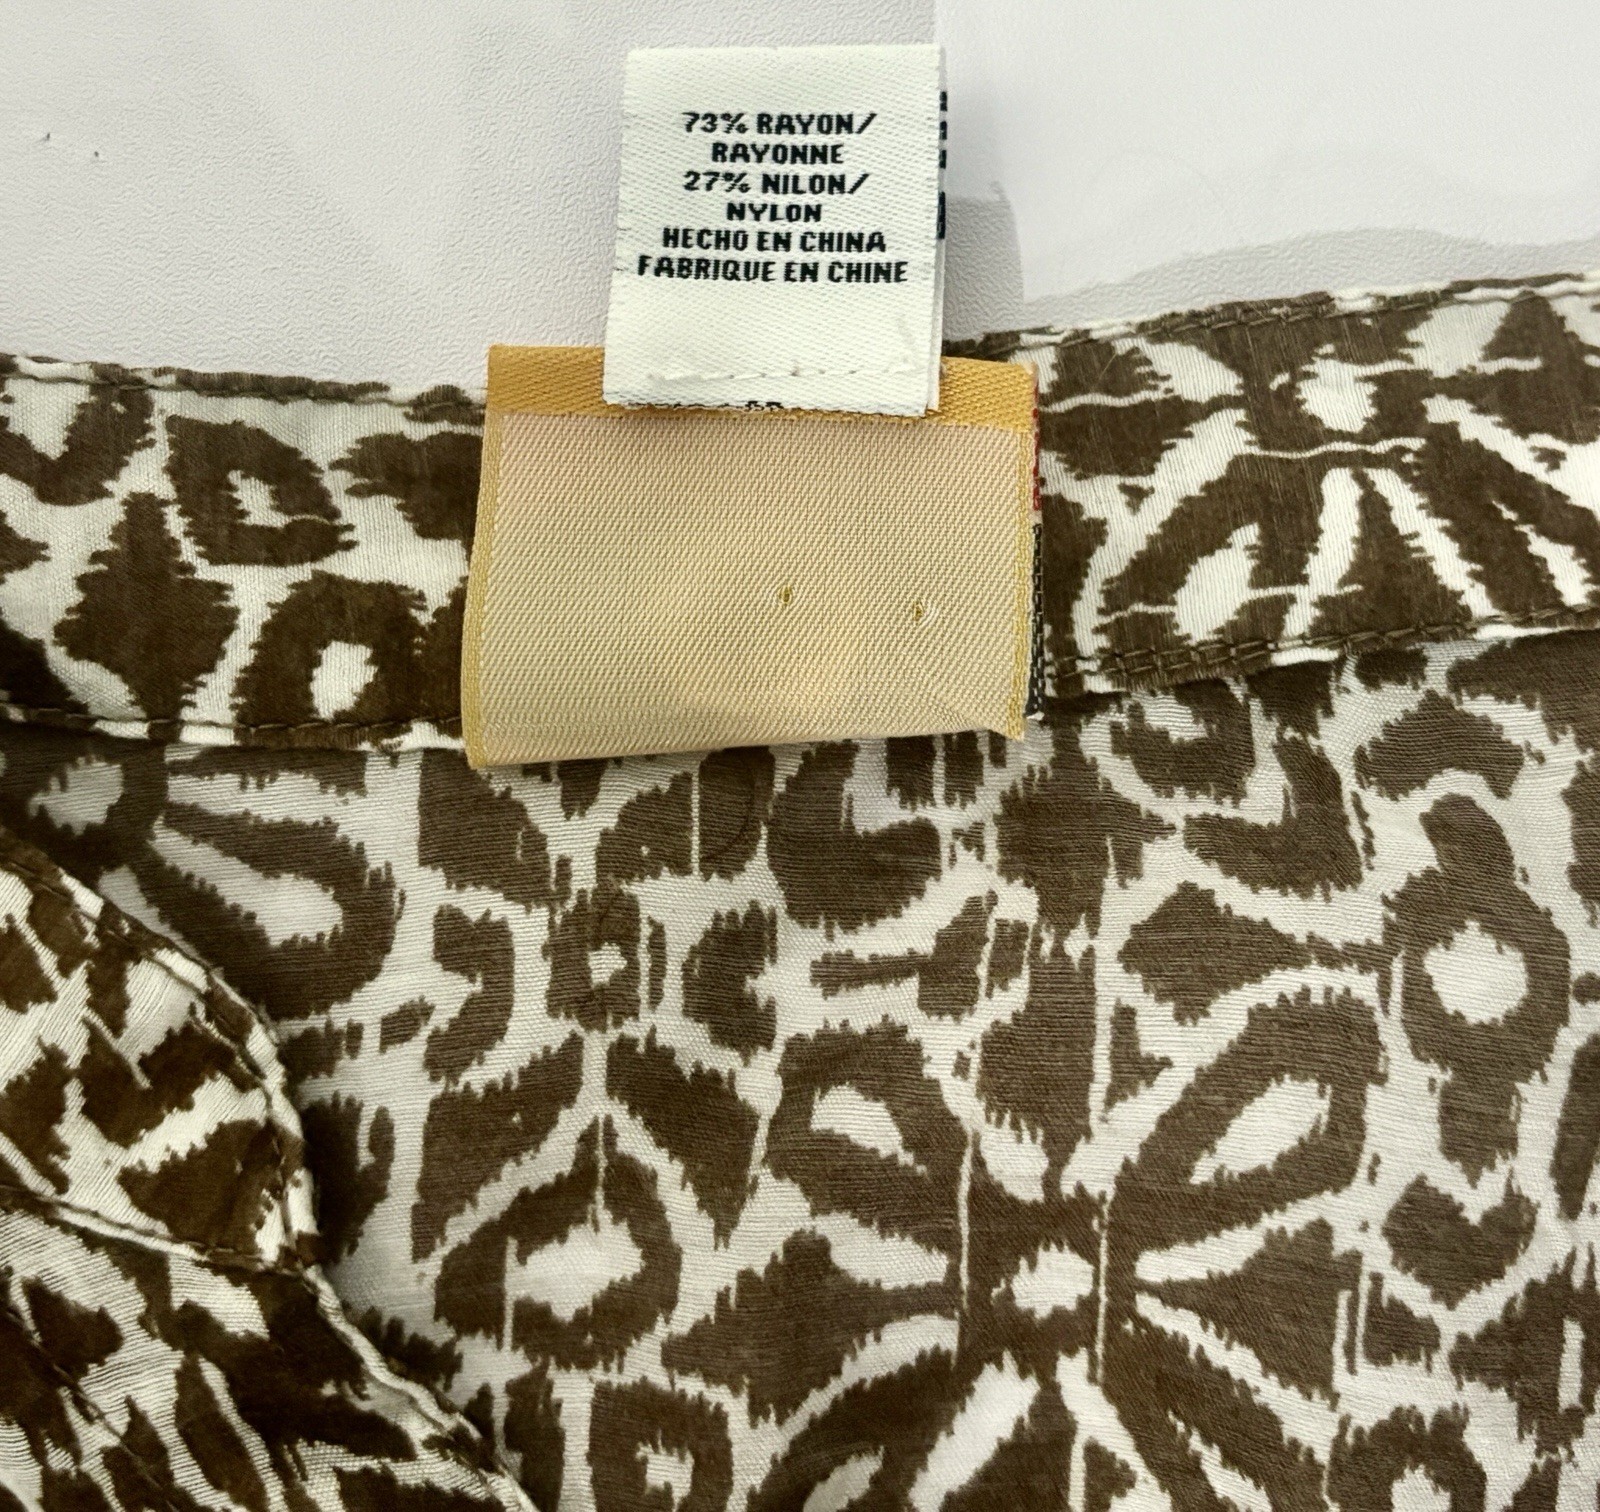 73% RAYON/
RAYONNE
27% NILON/
NYLON
HECHO EN CHINA
FABRIQUE EN CHINE